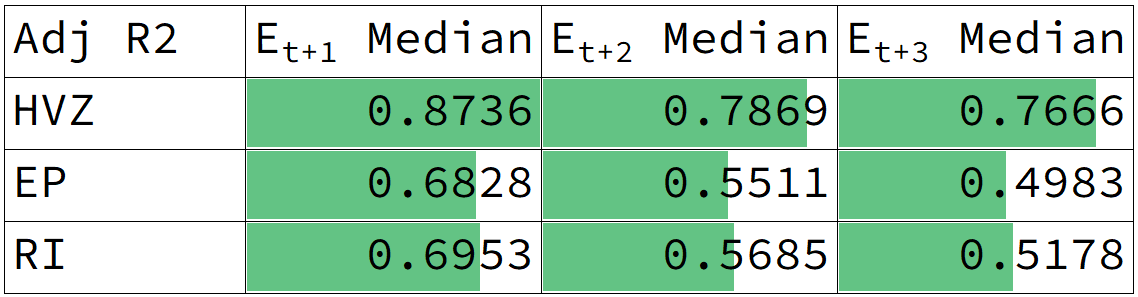 Adj R2 Et+1 Median Et+2 Median Et+3 Median
HVZ 0.8736 0.7869 0.7666
EP 0.6828 0.5511 0.4983
RI 0.6953 0.5685 0.5178